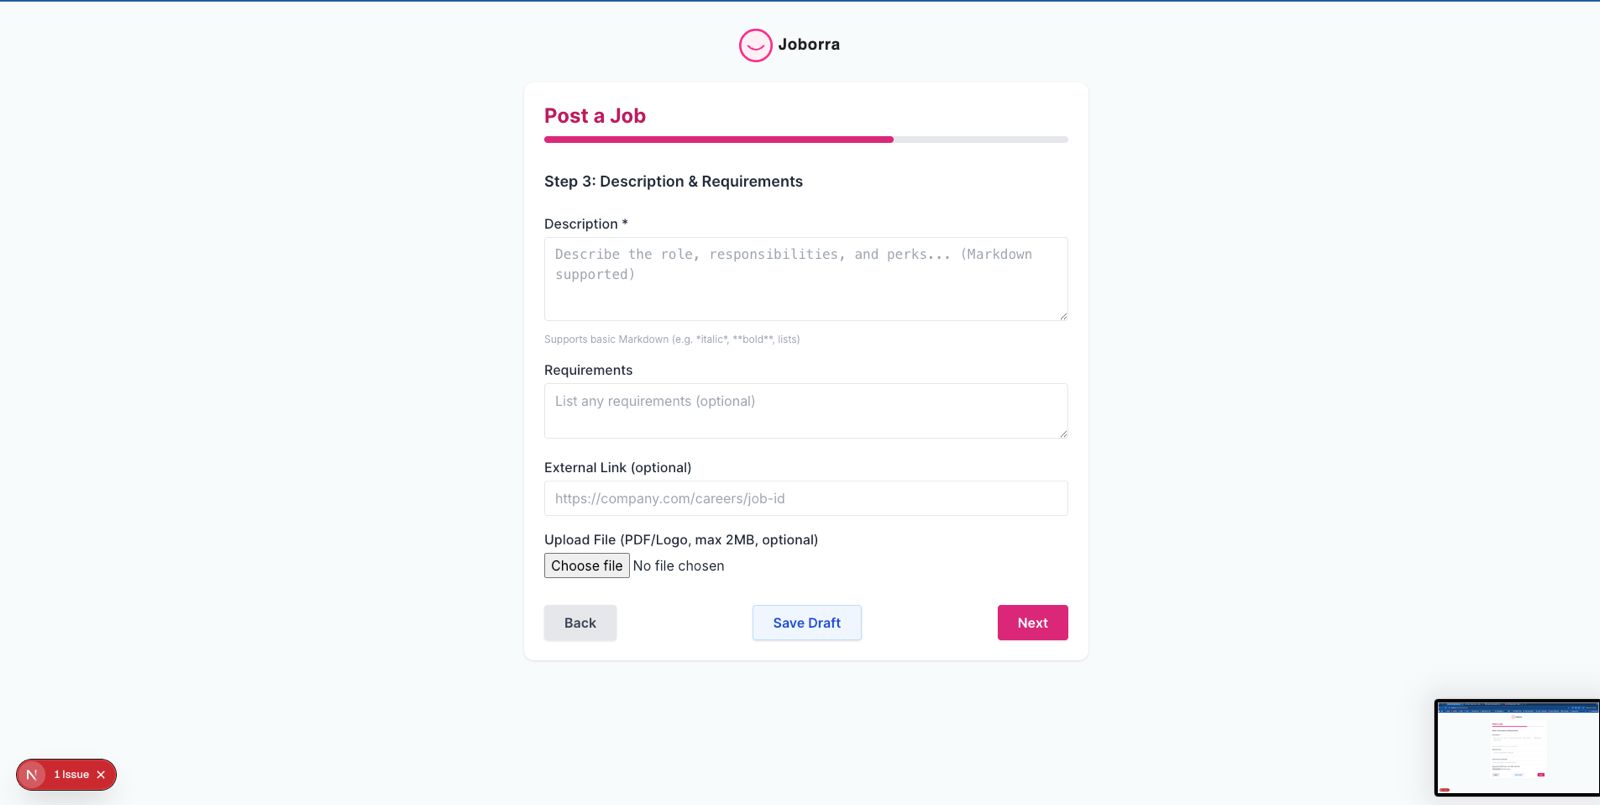 Joborra
Post a Job
Step 3: Description & Requirements
Description *
Describe the role, responsibilities, and perks... (Markdown
supported)
Supports basic Markdown (e.g. *italic*, **bold**, lists)
Requirements
List any requirements (optional)
External Link (optional)
https://company.com/careers/job-id
Upload File (PDF/Logo, max 2MB, optional)
Choose file No file chosen
Back Save Draft Next
N 1 Issue